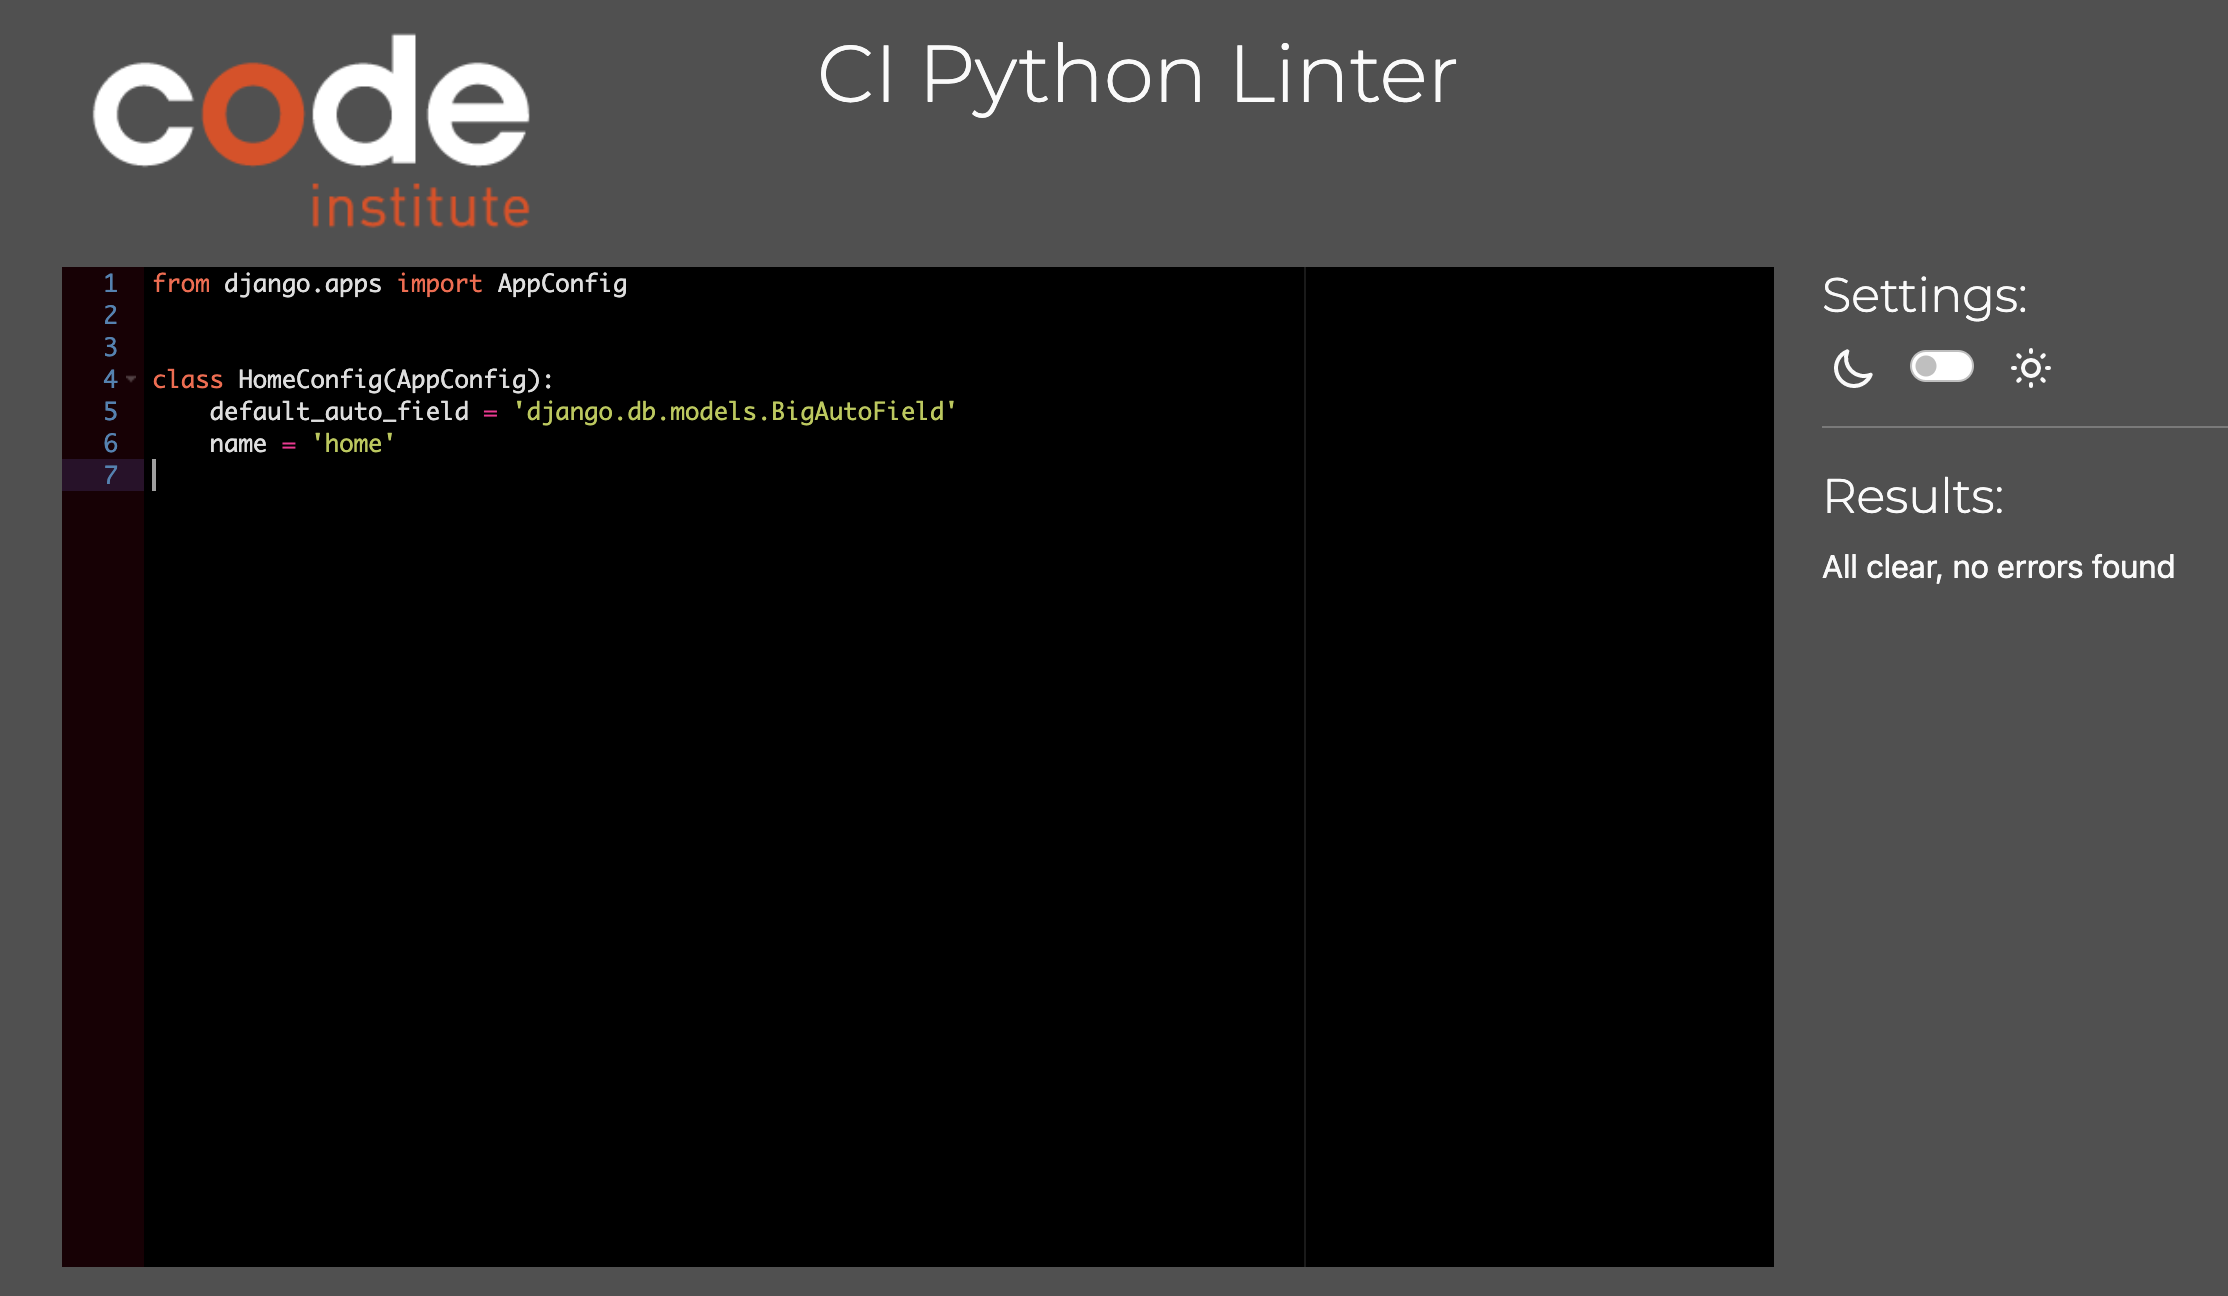 code
institute
CI Python Linter
1 from django.apps import AppConfig
2
3
4 class HomeConfig(AppConfig):
5     default_auto_field = 'django.db.models.BigAutoField'
6     name = 'home'
7
Settings:
Results:
All clear, no errors found